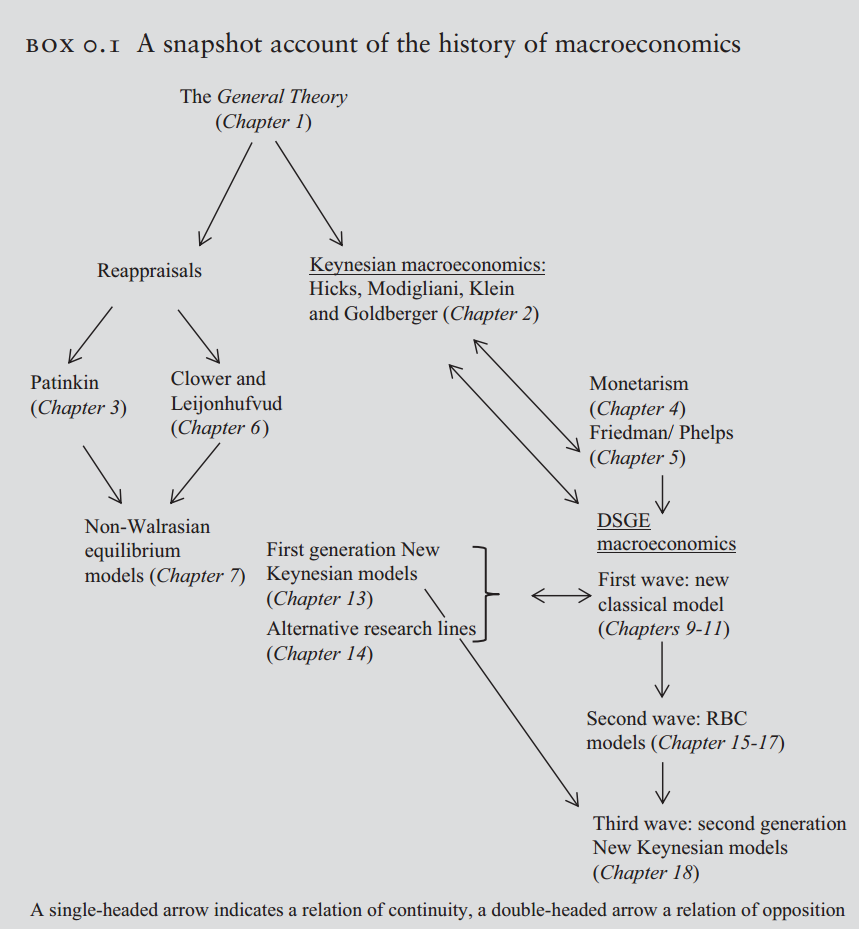 BOX 0.1 A snapshot account of the history of macroeconomics
The General Theory
(Chapter 1)
Reappraisals
Keynesian macroeconomics:
Hicks, Modigliani, Klein
and Goldberger (Chapter 2)
Patinkin
(Chapter 3)
Clower and
Leijonhufvud
(Chapter 6)
Monetarism
(Chapter 4)
Friedman/ Phelps
(Chapter 5)
Non-Walrasian
equilibrium
models (Chapter 7)
First generation New
Keynesian models
(Chapter 13)
Alternative research lines
(Chapter 14)
DSGE
macroeconomics
First wave: new
classical model
(Chapters 9-11)
Second wave: RBC
models (Chapter 15-17)
Third wave: second generation
New Keynesian models
(Chapter 18)
A single-headed arrow indicates a relation of continuity, a double-headed arrow a relation of opposition